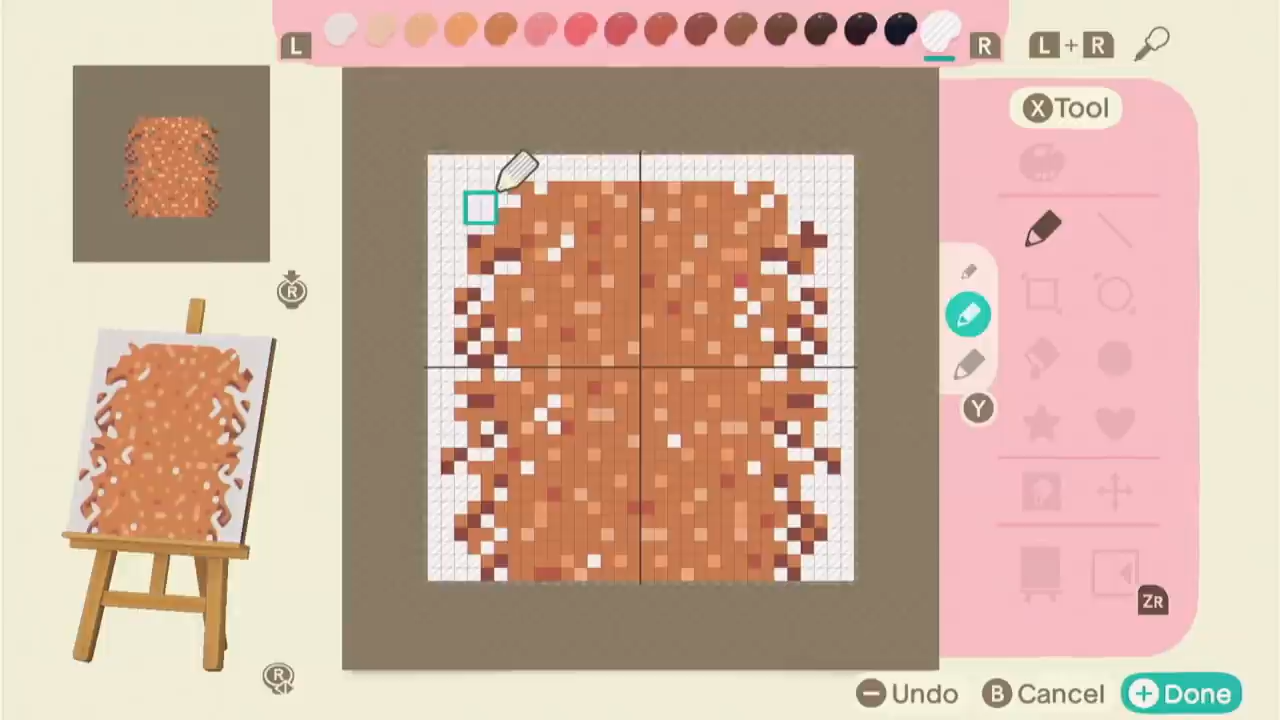 L
R
L + R
X Tool
R
Y
ZR
R
− Undo
B Cancel
+ Done